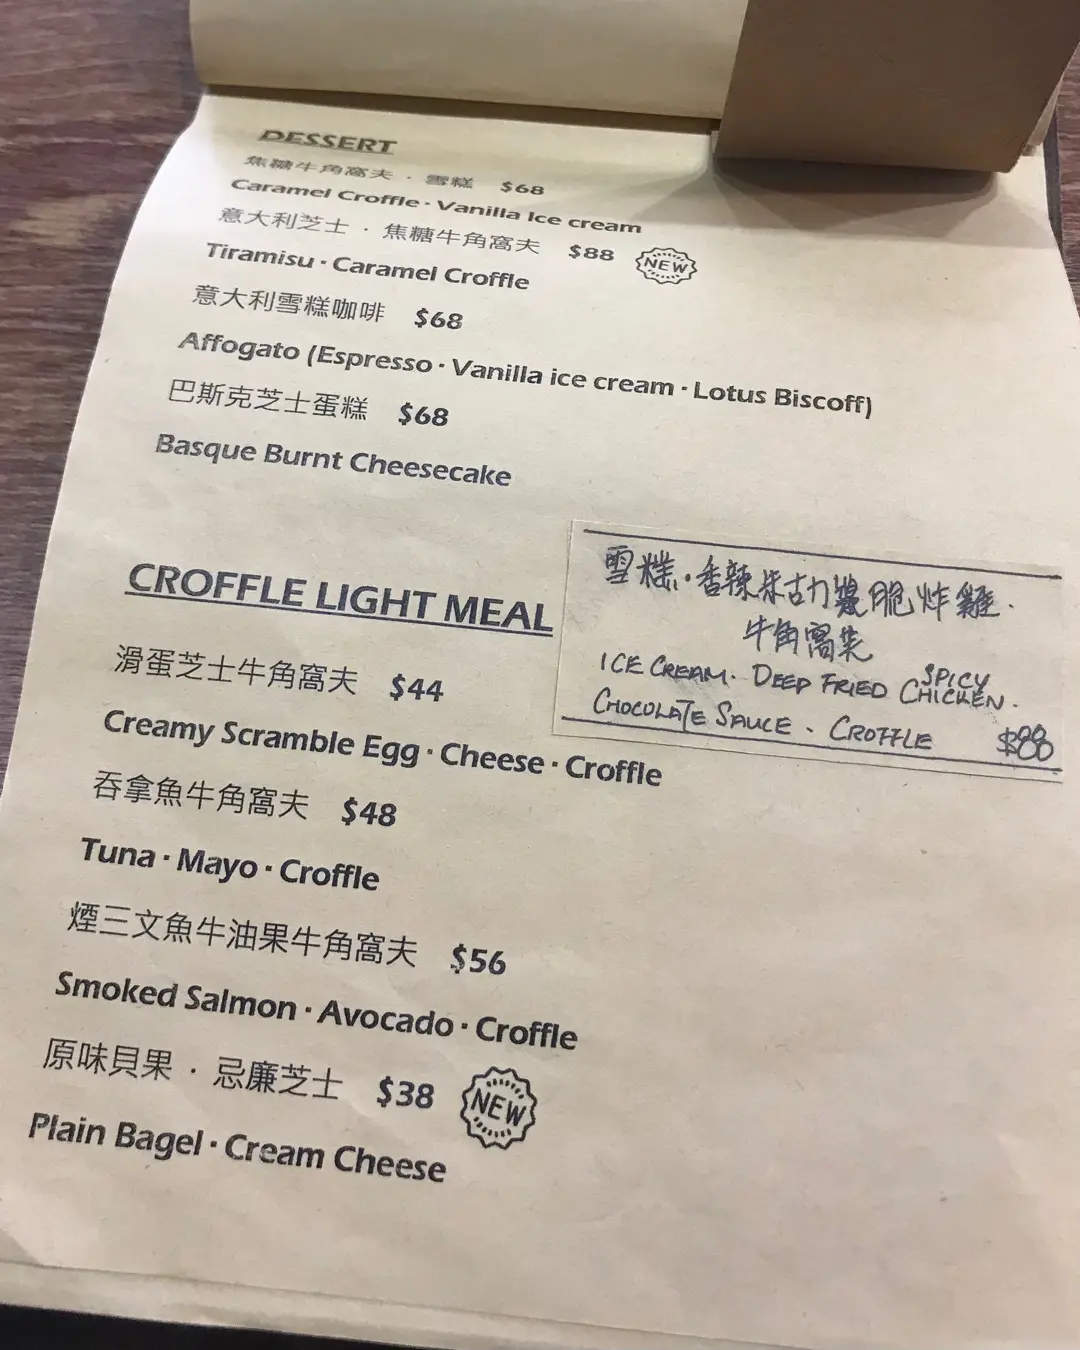 DESSERT
焦糖牛角窩夫 · 雪糕 $68
Caramel Croffle · Vanilla Ice cream
意大利芝士 · 焦糖牛角窩夫 $88 NEW
Tiramisu · Caramel Croffle
意大利雪糕咖啡 $68
Affogato (Espresso · Vanilla ice cream · Lotus Biscoff)
巴斯克芝士蛋糕 $68
Basque Burnt Cheesecake
雪糕 · 香辣朱古力醬脆炸雞 ·
牛角窩
ICE CREAM · DEEP FRIED SPICY CHICKEN ·
CHOCOLATE SAUCE · CROFFLE $88
CROFFLE LIGHT MEAL
滑蛋芝士牛角窩夫 $44
Creamy Scramble Egg · Cheese · Croffle
吞拿魚牛角窩夫 $48
Tuna · Mayo · Croffle
煙三文魚牛油果牛角窩夫 $56
Smoked Salmon · Avocado · Croffle
原味貝果 · 忌廉芝士 $38 NEW
Plain Bagel · Cream Cheese